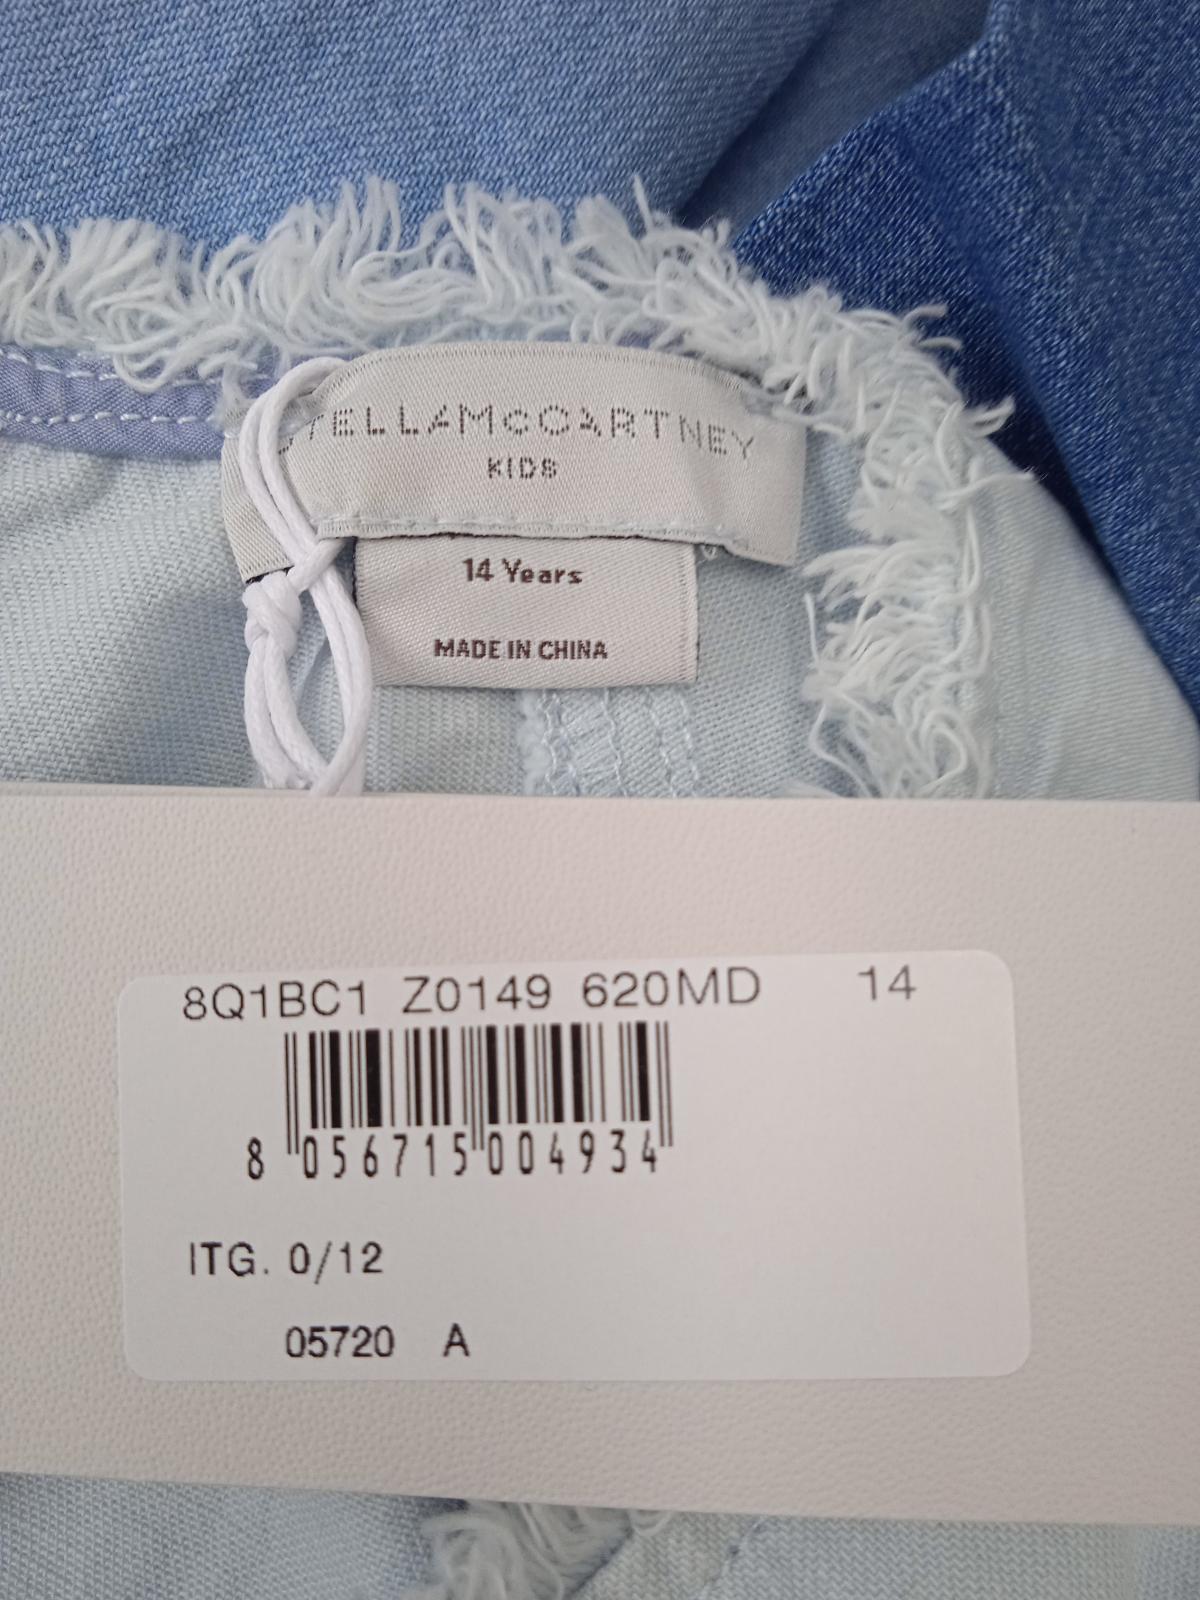 STELLAMCCARTNEY
KIDS
14 Years
MADE IN CHINA
8Q1BC1 Z0149 620MD 14
8 056715 004934
ITG. 0/12
05720 A